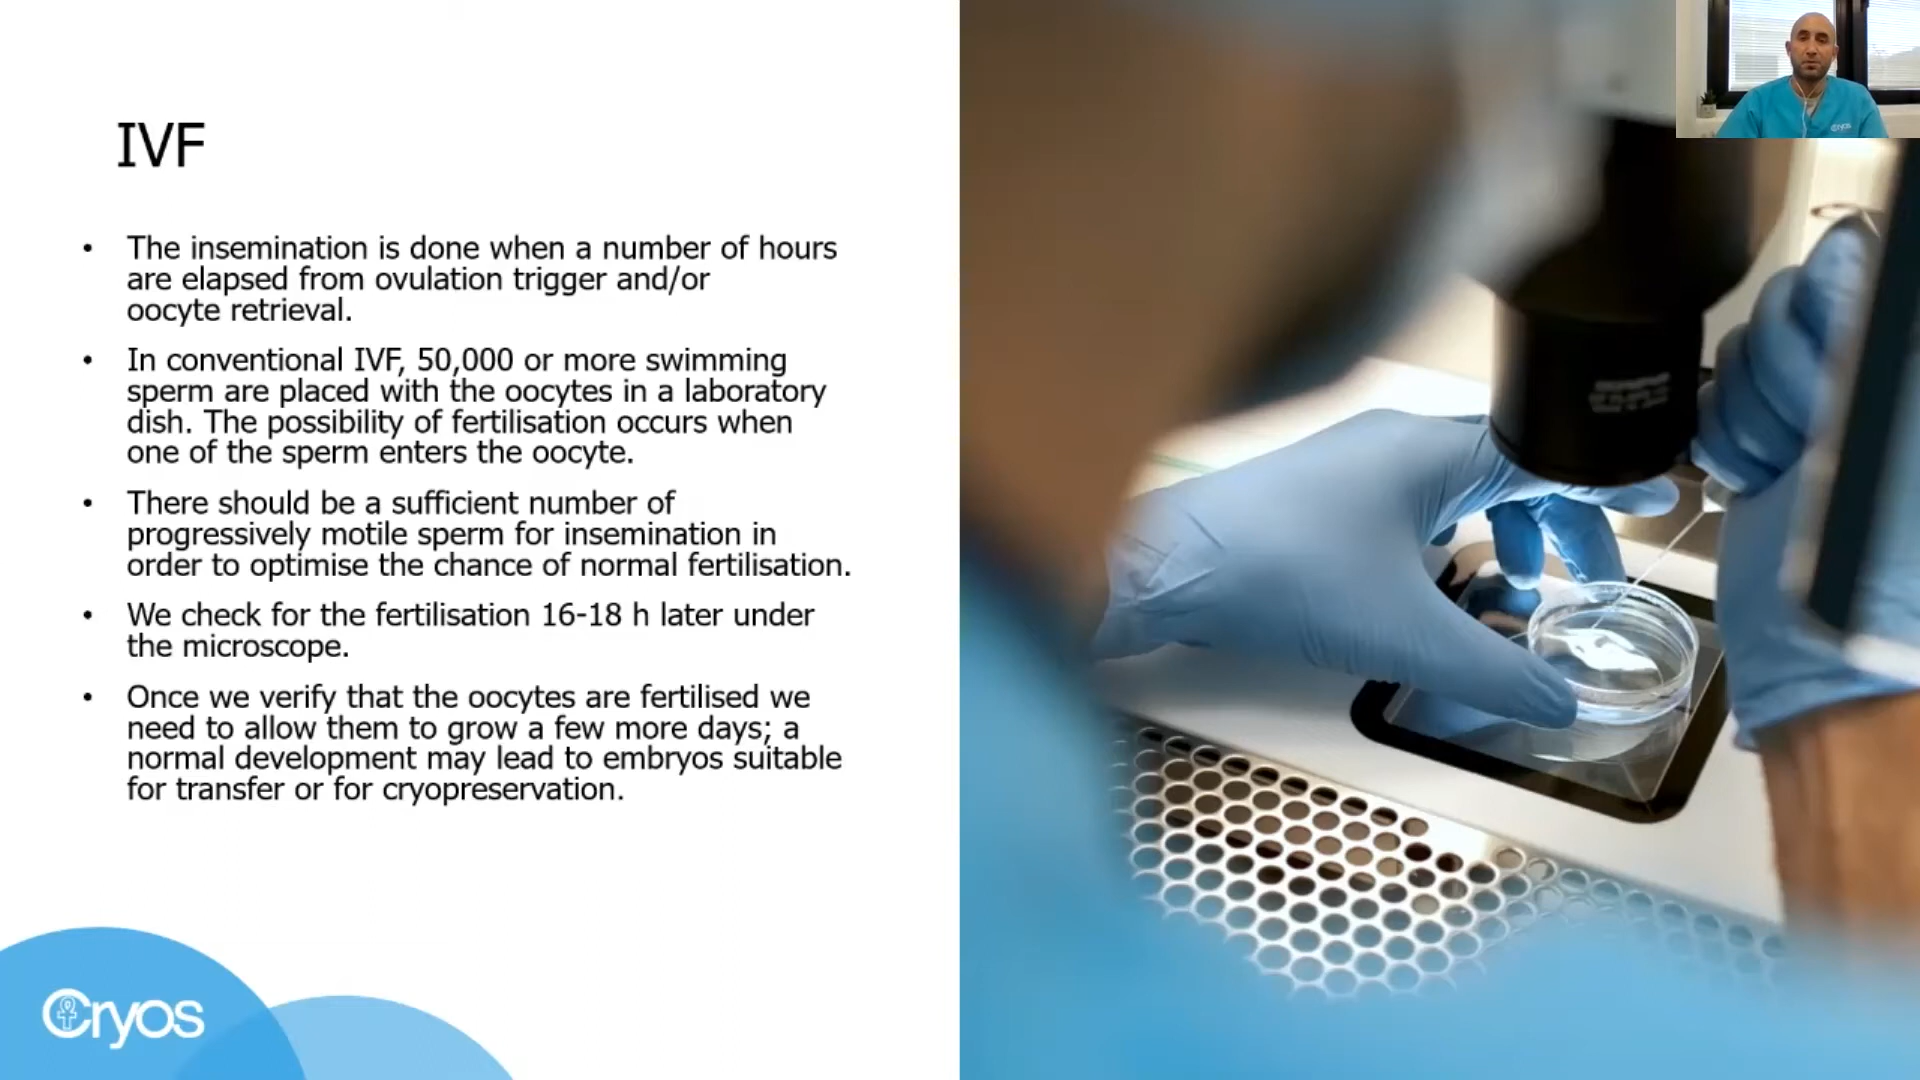 IVF
• The insemination is done when a number of hours
are elapsed from ovulation trigger and/or
oocyte retrieval.
• In conventional IVF, 50,000 or more swimming
sperm are placed with the oocytes in a laboratory
dish. The possibility of fertilisation occurs when
one of the sperm enters the oocyte.
• There should be a sufficient number of
progressively motile sperm for insemination in
order to optimise the chance of normal fertilisation.
• We check for the fertilisation 16-18 h later under
the microscope.
• Once we verify that the oocytes are fertilised we
need to allow them to grow a few more days; a
normal development may lead to embryos suitable
for transfer or for cryopreservation.
Cryos
Cryos